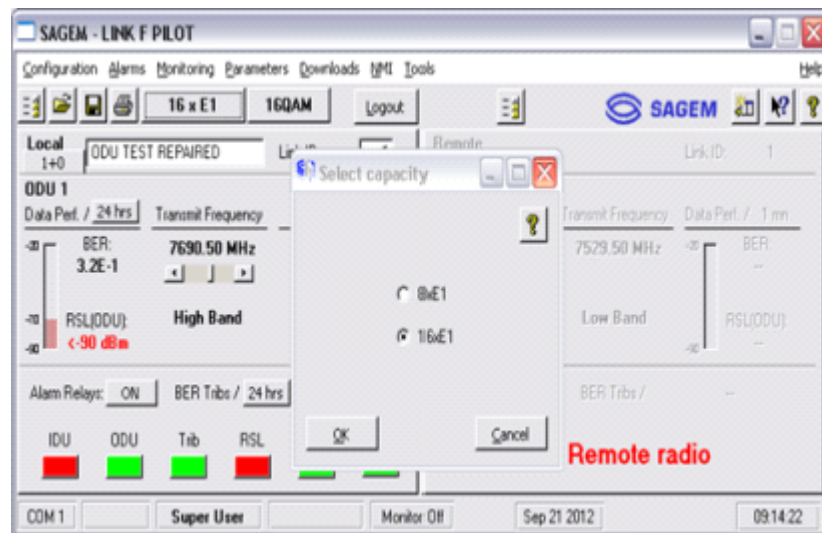 SAGEM - LINK F PILOT
Configuration Alarms Monitoring Parameters Downloads NMI Tools Help
16 x E1 16QAM Logout SAGEM
Local
1+0 ODU TEST REPAIRED
Remote
Link ID: 1
Select capacity
ODU 1
Data Perf. / 24 hrs Transmit Frequency
Transmit Frequency Data Perf. / 1 mn
BER:
3.2E-1
7690.50 MHz
7529.50 MHz
BER:
--
8xE1
16xE1
RSL(ODU):
<-90 dBm
High Band
Low Band
RSL(ODU):
--
Alarm Relays: ON BER Tribs / 24 hrs
BER Tribs / --
OK Cancel
IDU ODU Trib RSL
Remote radio
COM 1 Super User Monitor Off Sep 21 2012 09:14:22